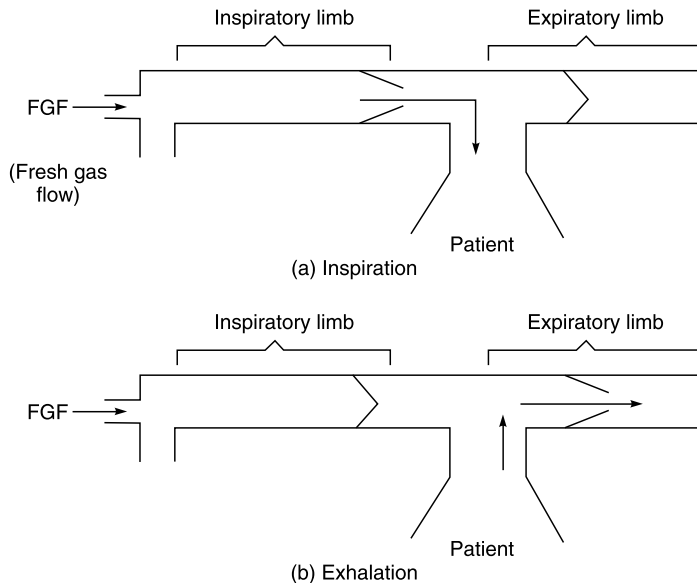 Inspiratory limb
Expiratory limb
FGF
(Fresh gas
flow)
Patient
(a) Inspiration
Inspiratory limb
Expiratory limb
FGF
Patient
(b) Exhalation